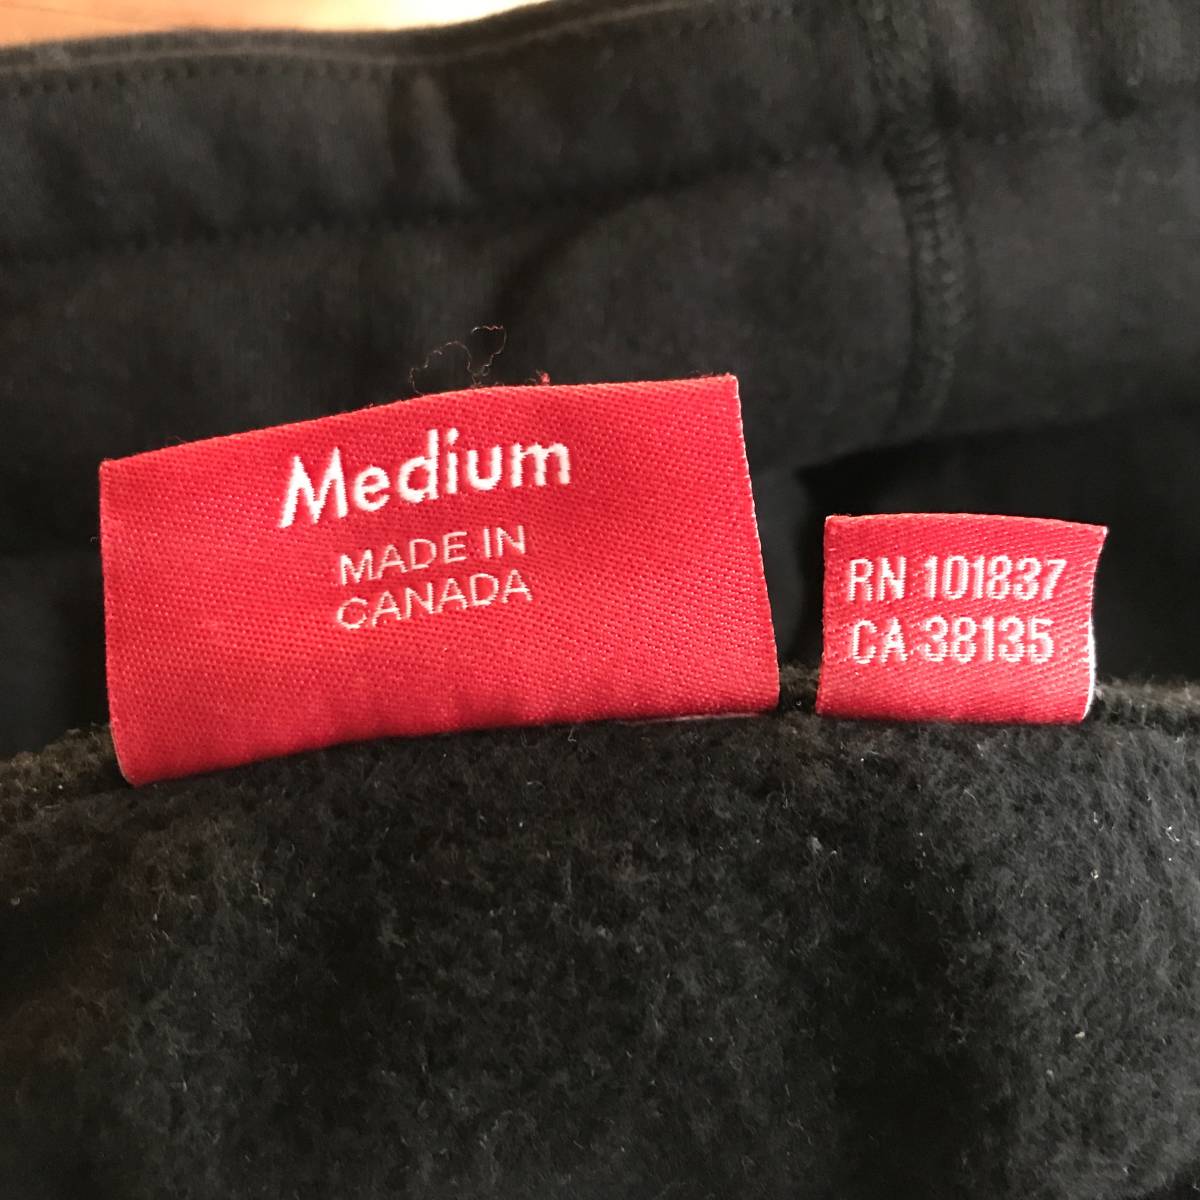 Medium
MADE IN
CANADA
RN 101837
CA 38135